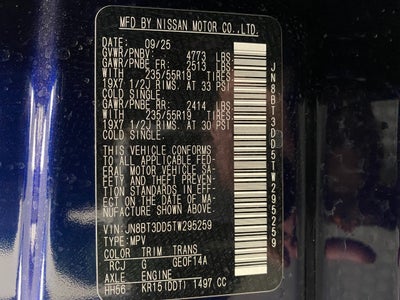 MFD BY NISSAN MOTOR CO.,LTD.
DATE: 09/25
GVWR/PNBV: 4773 LBS
GAWR/PNBE FR: 2513 LBS
WITH 235/55R19 TIRES
19X7 1/2J RIMS. AT 33 PSI
COLD SINGLE.
GAWR/PNBE RR: 2414 LBS
WITH 235/55R19 TIRES
19X7 1/2J RIMS. AT 30 PSI
COLD SINGLE.
THIS VEHICLE CONFORMS
TO ALL APPLICABLE FED-
ERAL MOTOR VEHICLE SA-
FETY AND THEFT PREVEN-
TION STANDARDS IN EFF-
ECT ON THE DATE OF MA-
NUFACTURE SHOWN ABOVE.
VIN: JN8BT3DD5TW295259
TYPE: MPV
COLOR TRIM TRANS
RCJ G GE0F14A
AXLE ENGINE
HH56 KR15(DDT) 1497 CC
JN8BT3DD5TW295259